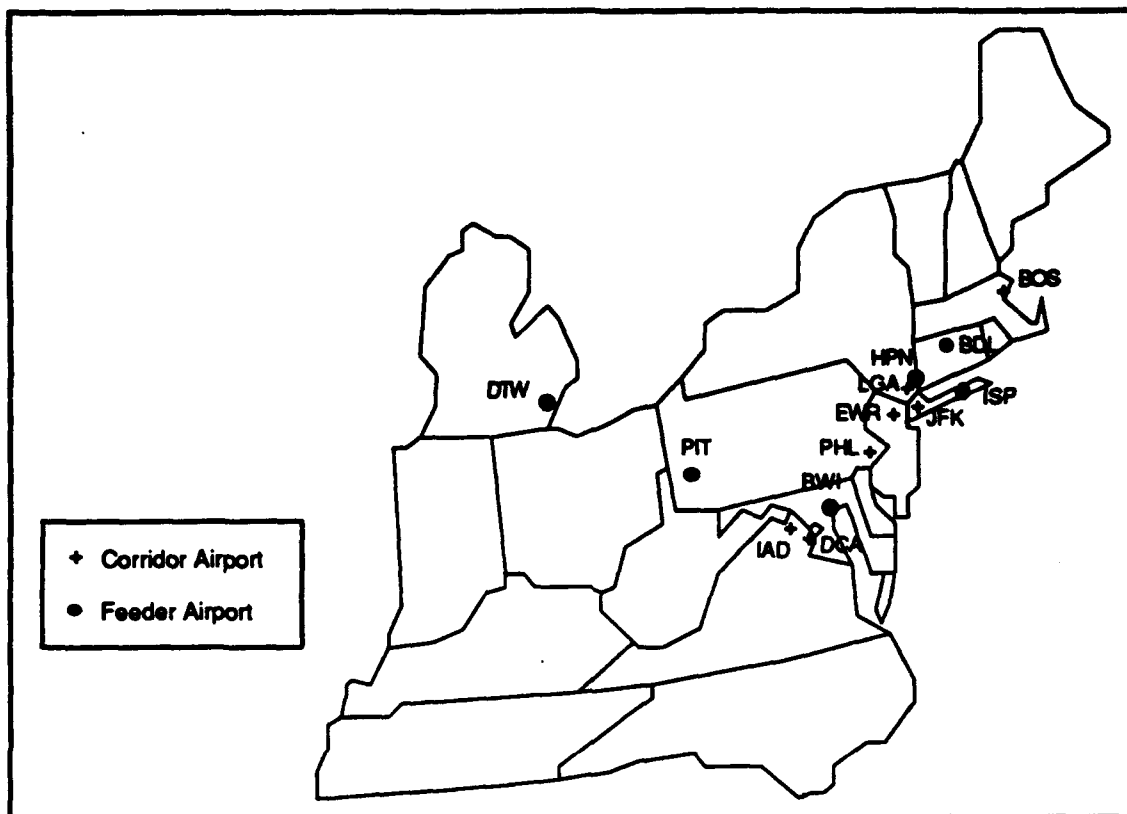 BOS
BDL
HPN
LGA
ISP
DTW
EWR
JFK
PIT
PHL
BWI
IAD
DCA
Corridor Airport
Feeder Airport